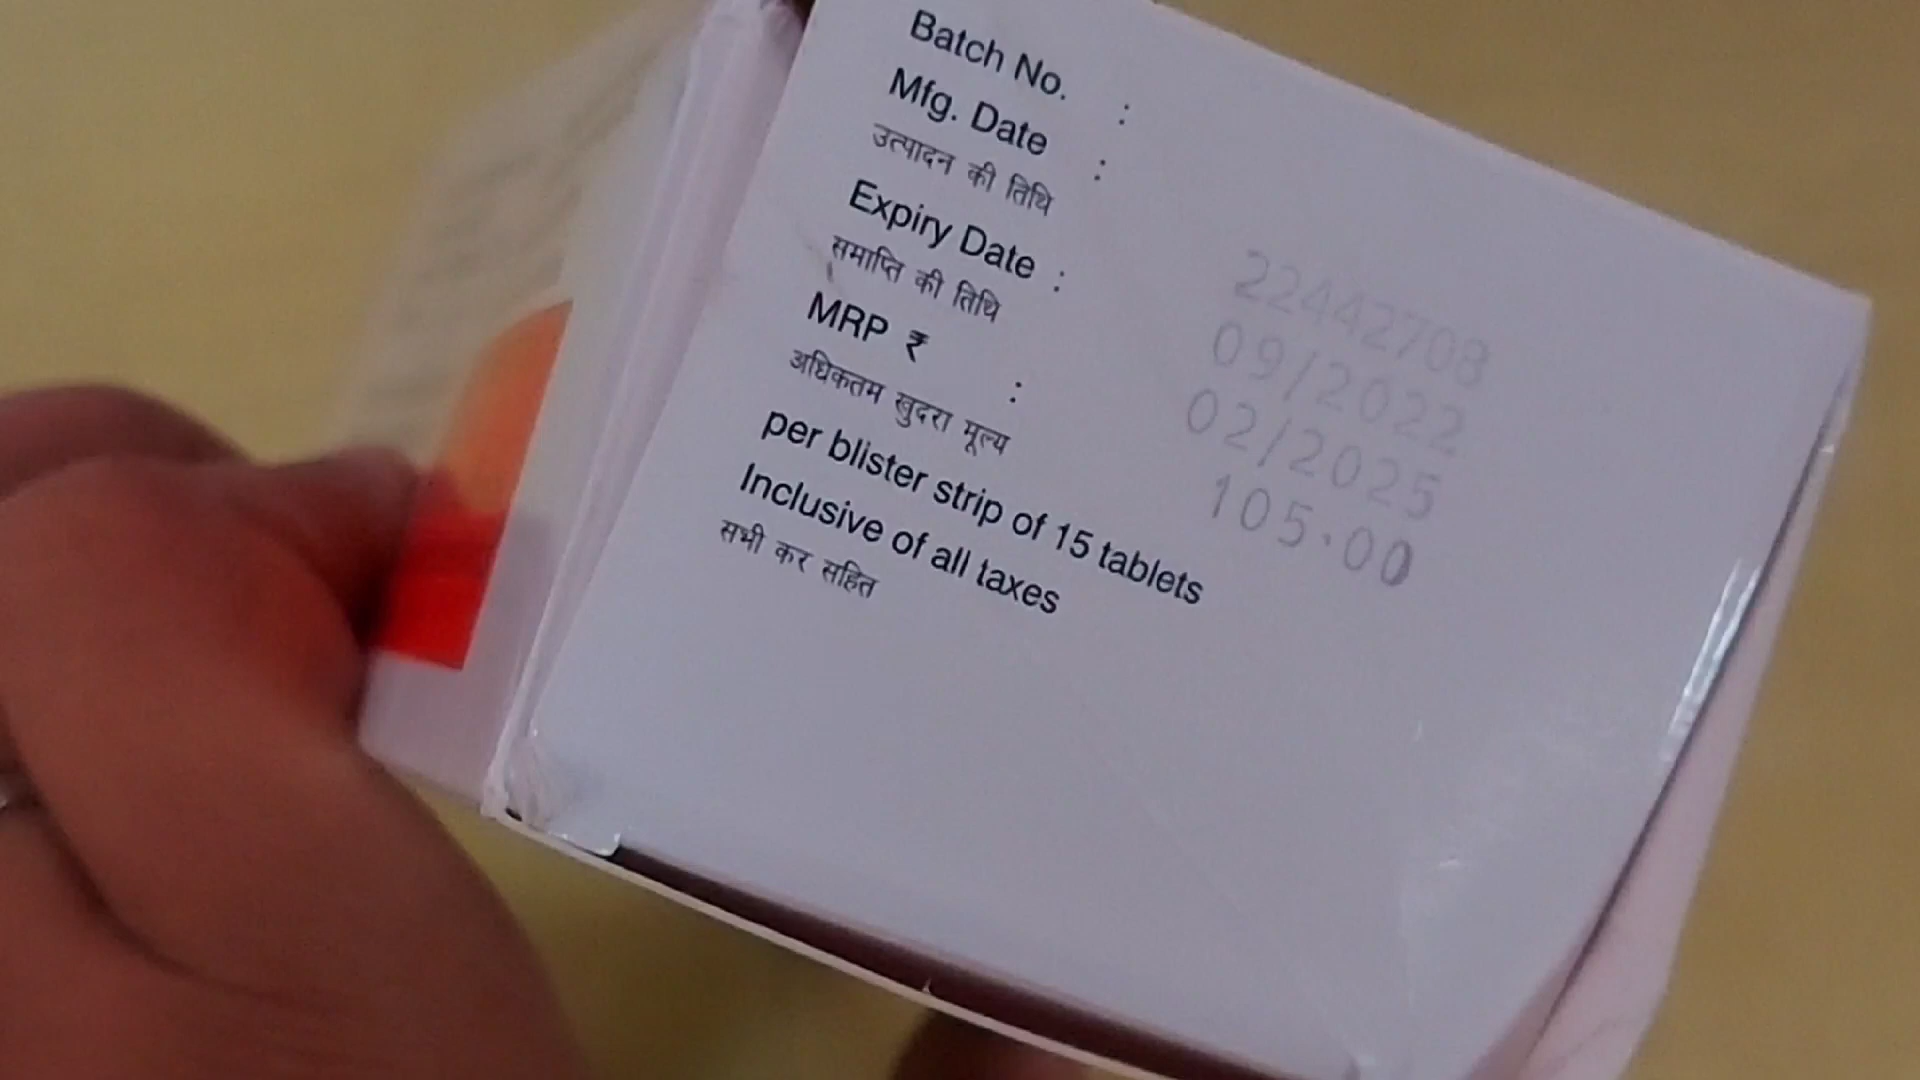 Batch No. :
Mfg. Date :
उत्पादन की तिथि
Expiry Date :
समाप्ति की तिथि
MRP ₹ :
अधिकतम खुदरा मूल्य
per blister strip of 15 tablets
Inclusive of all taxes
सभी कर सहित
22442708
09/2022
02/2025
105.00